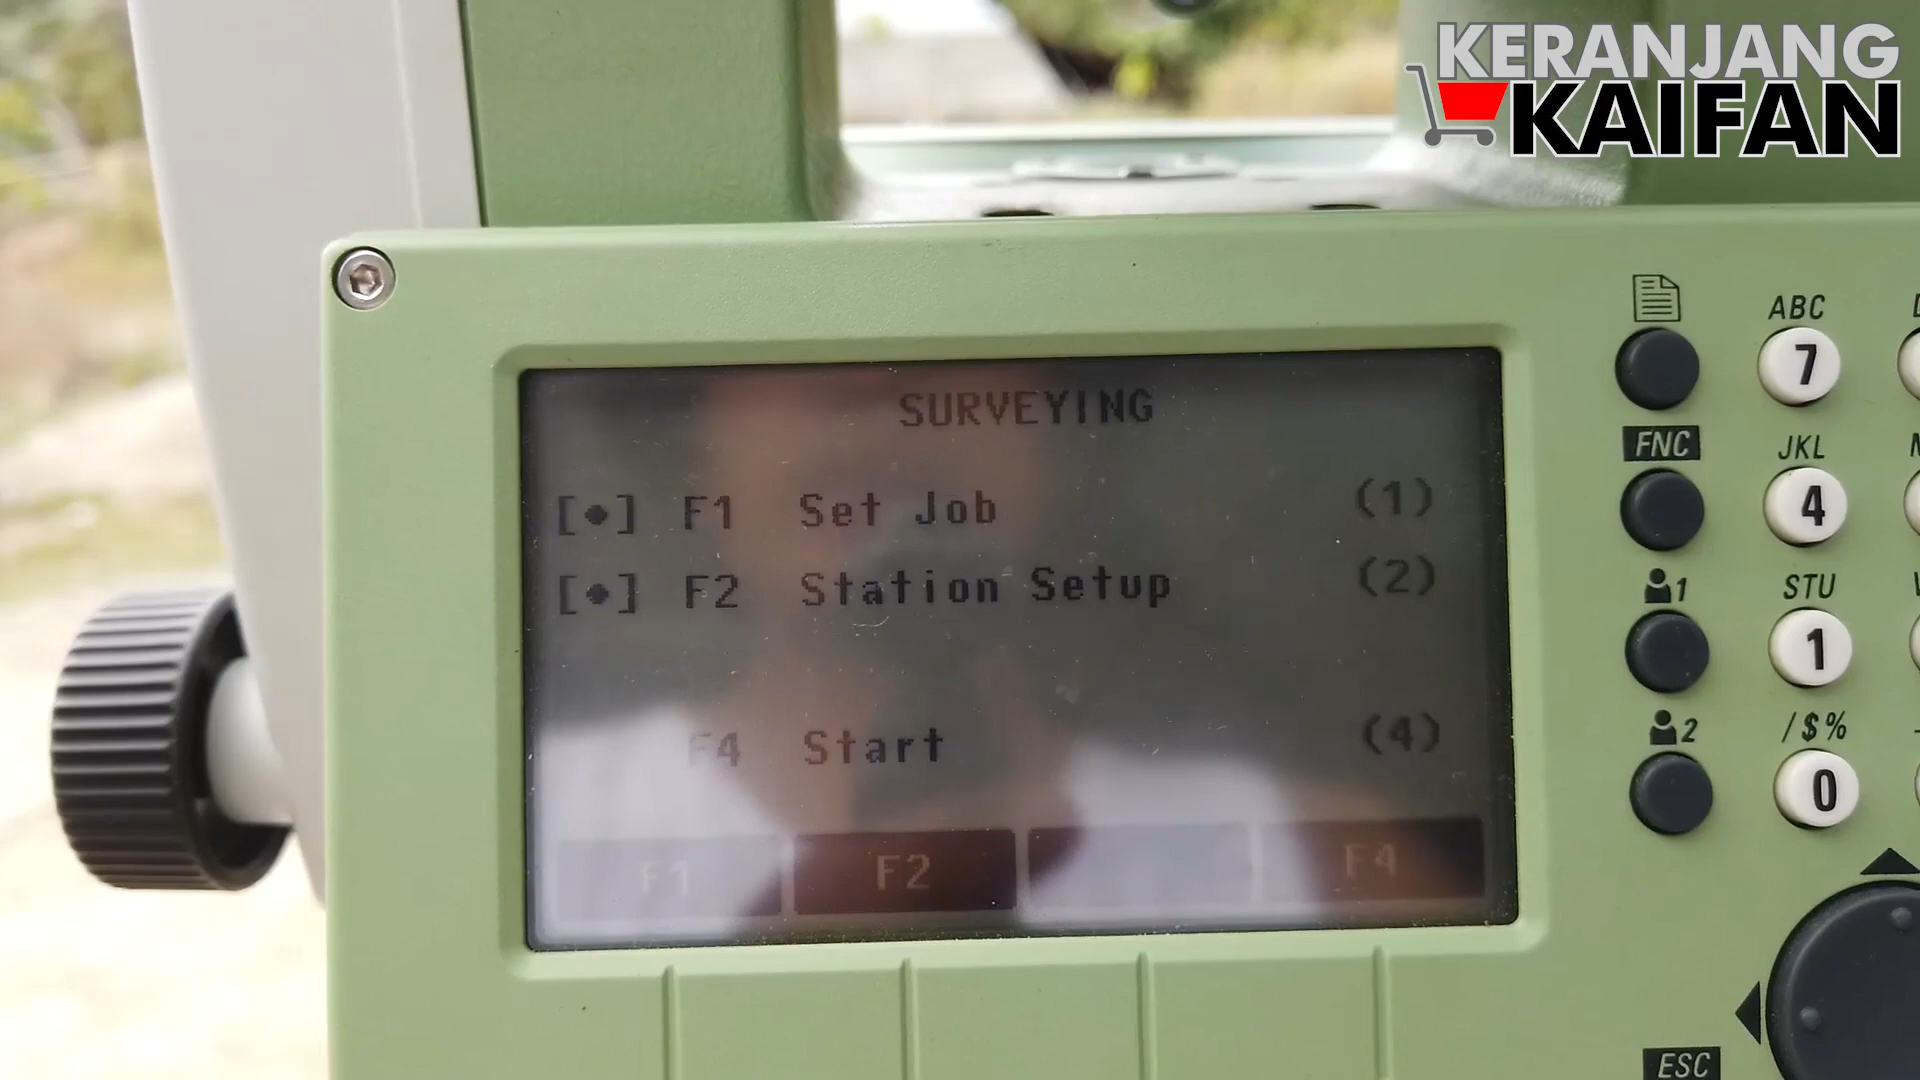 KERANJANG
KAIFAN
SURVEYING
[•] F1 Set Job (1)
[•] F2 Station Setup (2)
F4 Start (4)
F1 F2 F4
ABC
7
FNC
JKL
4
1
STU
1
2
/$%
0
ESC